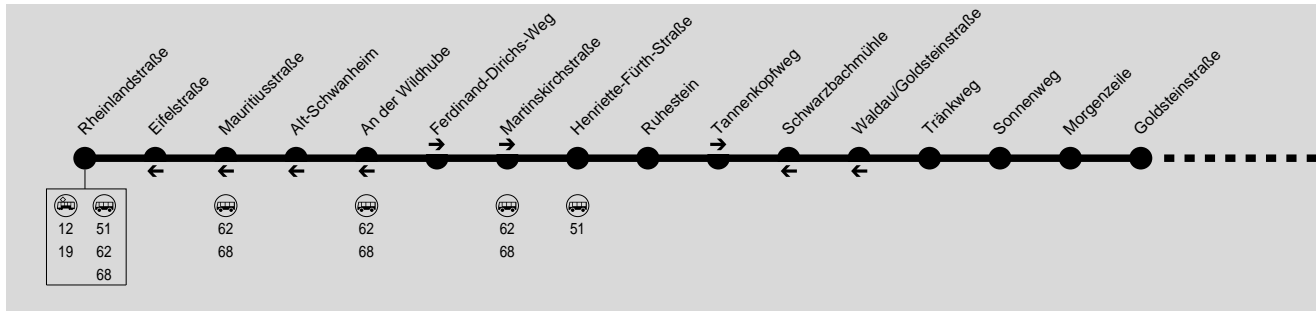 Rheinlandstraße
Eifelstraße
Mauritiusstraße
Alt-Schwanheim
An der Wildhube
Ferdinand-Dirichs-Weg
Martinskirchstraße
Henriette-Fürth-Straße
Ruhestein
Tannenkopfweg
Schwarzbachmühle
Waldau/Goldsteinstraße
Tränkweg
Sonnenweg
Morgenzeile
Goldsteinstraße
12 51 62 62 62 51
19 62 68 68 68
68